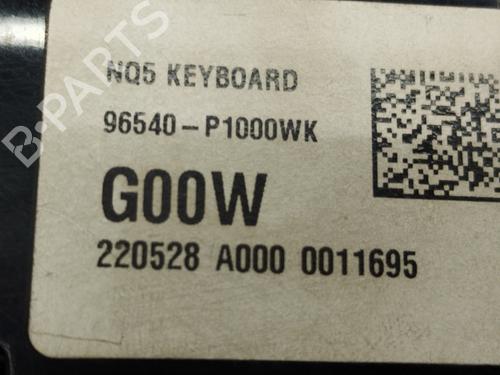 NQ5 KEYBOARD
96540-P1000WK
G00W
220528 A000 0011695
B-PARTS